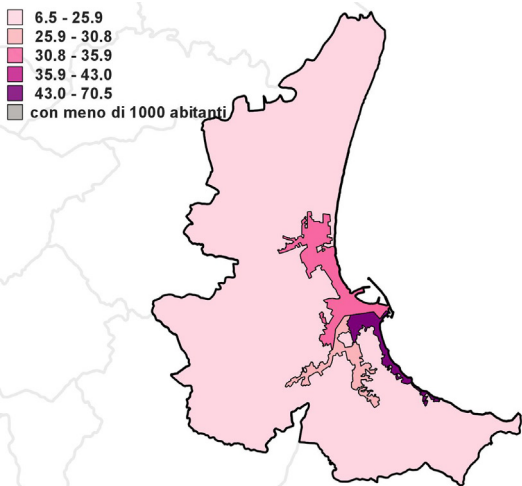 6.5 - 25.9
25.9 - 30.8
30.8 - 35.9
35.9 - 43.0
43.0 - 70.5
con meno di 1000 abitanti